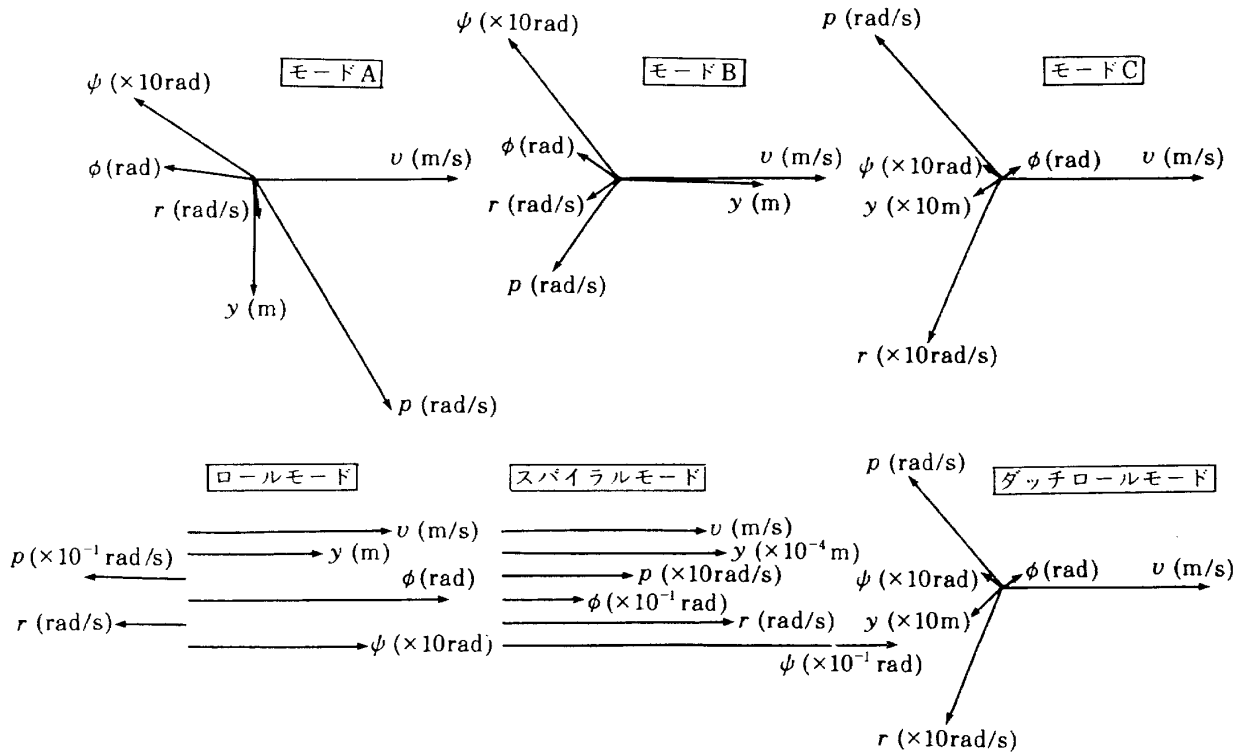 ψ (×10rad)
モードA
φ(rad)
υ (m/s)
r (rad/s)
y (m)
p (rad/s)
ψ (×10rad)
モードB
φ(rad)
υ (m/s)
r (rad/s)
y (m)
p (rad/s)
p (rad/s)
モードC
ψ (×10rad)
φ(rad)
υ (m/s)
y (×10m)
r (×10rad/s)
ロールモード
υ (m/s)
y (m)
p (×10⁻¹ rad/s)
φ(rad)
r (rad/s)
ψ (×10rad)
スパイラルモード
υ (m/s)
y (×10⁻⁴m)
p (×10rad/s)
φ(×10⁻¹ rad)
r (rad/s)
ψ (×10⁻¹ rad)
p (rad/s)
ダッチロールモード
ψ (×10rad)
φ(rad)
υ (m/s)
y (×10m)
r (×10rad/s)